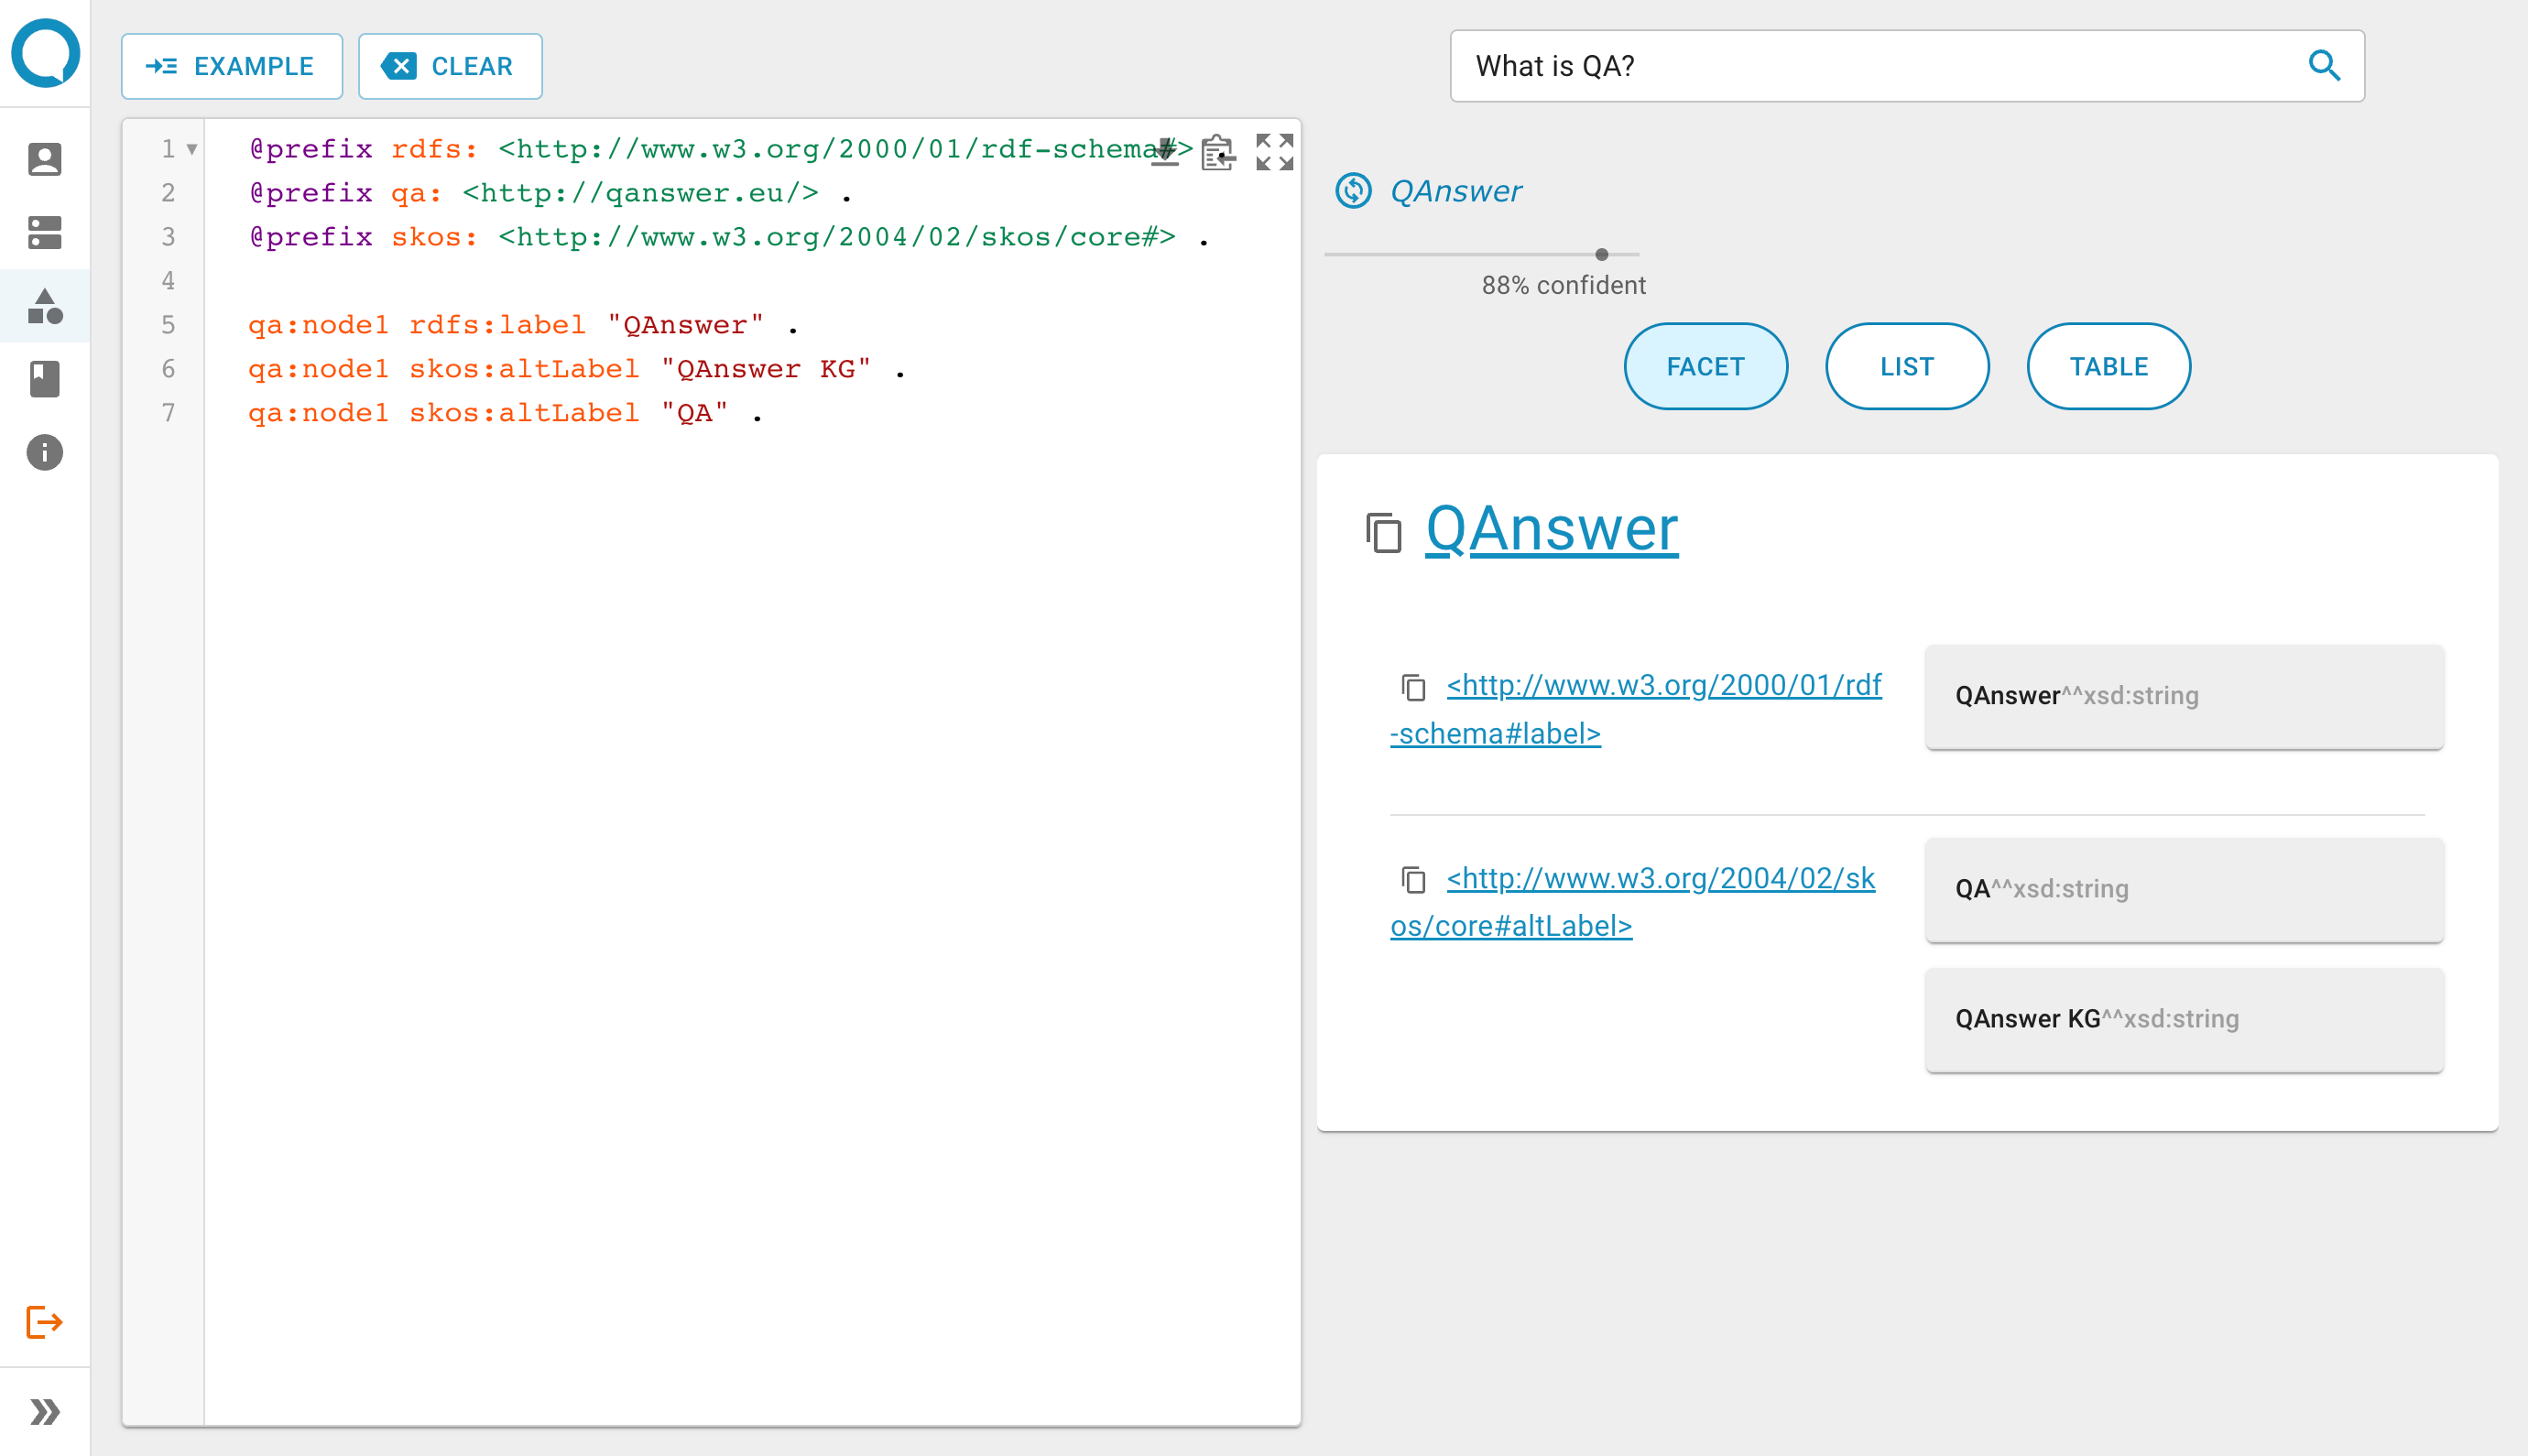 EXAMPLE
CLEAR
What is QA?
1 @prefix rdfs: <http://www.w3.org/2000/01/rdf-schema#> .
2 @prefix qa: <http://qanswer.eu/> .
3 @prefix skos: <http://www.w3.org/2004/02/skos/core#> .
4
5 qa:node1 rdfs:label "QAnswer" .
6 qa:node1 skos:altLabel "QAnswer KG" .
7 qa:node1 skos:altLabel "QA" .
QAnswer
88% confident
FACET
LIST
TABLE
QAnswer
<http://www.w3.org/2000/01/rdf
-schema#label>
QAnswer^^xsd:string
<http://www.w3.org/2004/02/sk
os/core#altLabel>
QA^^xsd:string
QAnswer KG^^xsd:string